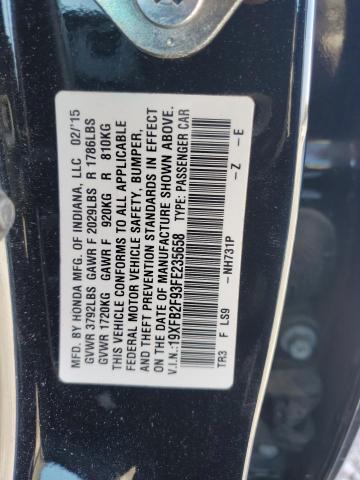 MFD. BY HONDA MFG. OF INDIANA, LLC 02/'15
GVWR 3792LBS GAWR F 2029LBS R 1786LBS
GVWR 1720KG GAWR F 920KG R 810KG
THIS VEHICLE CONFORMS TO ALL APPLICABLE
FEDERAL MOTOR VEHICLE SAFETY, BUMPER,
AND THEFT PREVENTION STANDARDS IN EFFECT
ON THE DATE OF MANUFACTURE SHOWN ABOVE.
V.I.N.:19XFB2F93FE235658 TYPE: PASSENGER CAR
TR3 F LS9 -NH731P -Z -E